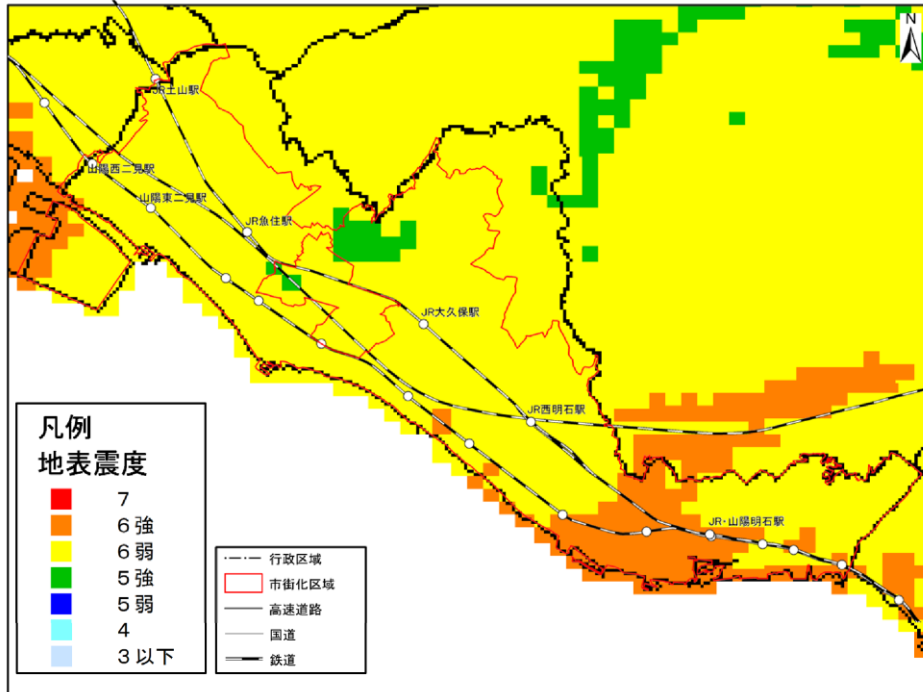 N
JR土山駅
山陽西二見駅
山陽東二見駅
JR魚住駅
JR大久保駅
JR西明石駅
JR・山陽明石駅
凡例
地表震度
7
6強
6弱
5強
5弱
4
3以下
行政区域
市街化区域
高速道路
国道
鉄道